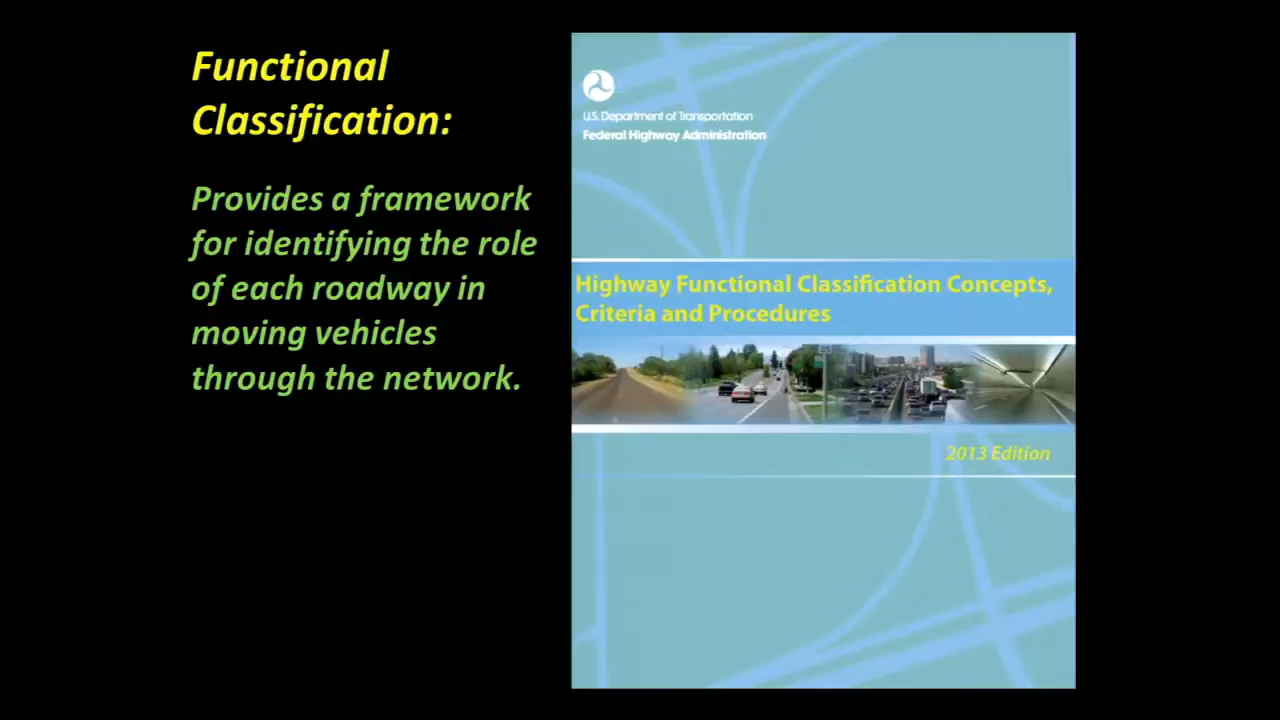 Functional
Classification:
Provides a framework
for identifying the role
of each roadway in
moving vehicles
through the network.
U.S. Department of Transportation
Federal Highway Administration
Highway Functional Classification Concepts,
Criteria and Procedures
2013 Edition